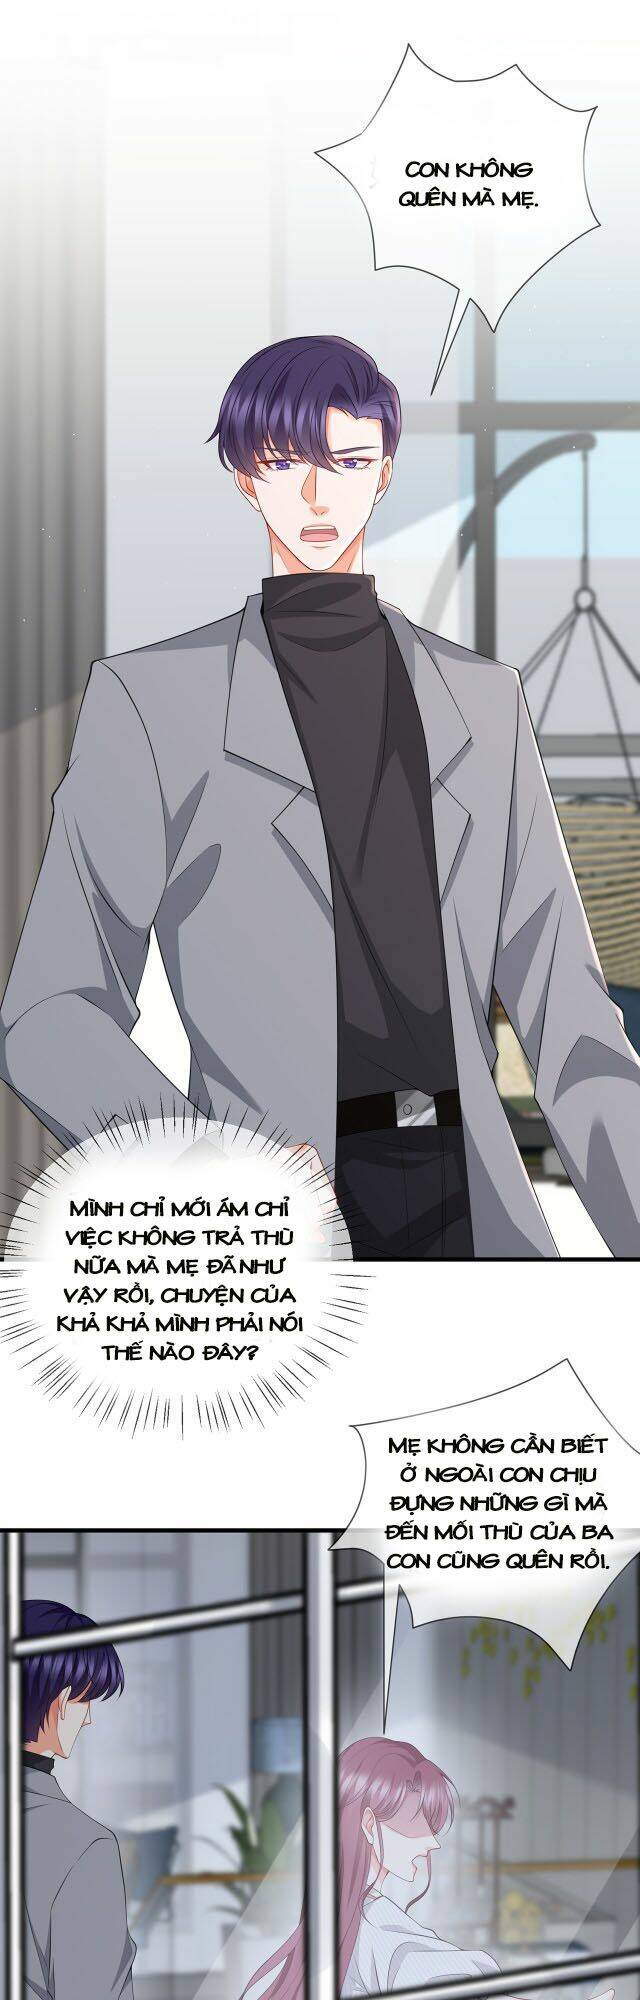 CON KHÔNG
QUÊN MÀ MẸ.
MÌNH CHỈ MỚI ÁM CHỈ
VIỆC KHÔNG TRẢ THÙ
NỮA MÀ MẸ ĐÃNHƯ
VẬY RỒI, CHUYỆN CỦA
KHẢ KHẢ MÌNH PHẢI NÓI
THẾ NÀO ĐÂY?
MẸ KHÔNG CẦN BIẾT
Ở NGOÀI CON CHỊU
ĐỰNG NHỮNG GÌ MÀ
ĐẾN MỐI THÙ CỦA BA
CON CŨNG QUÊN RỒI.